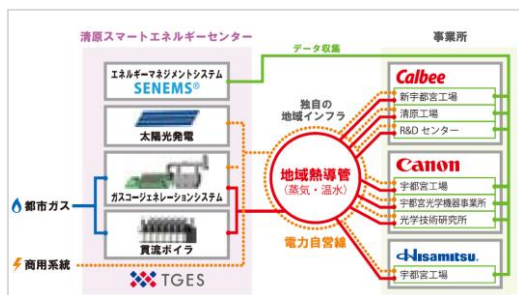 清原スマートエネルギーセンター
事業所
データ収集
エネルギーマネジメントシステム
SENEMS®
太陽光発電
ガスコージェネレーションシステム
貫流ボイラ
TGES
都市ガス
商用系統
独自の
地域インフラ
地域熱導管
(蒸気・温水)
電力自営線
Calbee
新宇都宮工場
清原工場
R&Dセンター
Canon
宇都宮工場
宇都宮光学機器事業所
光学技術研究所
Hisamitsu.
宇都宮工場